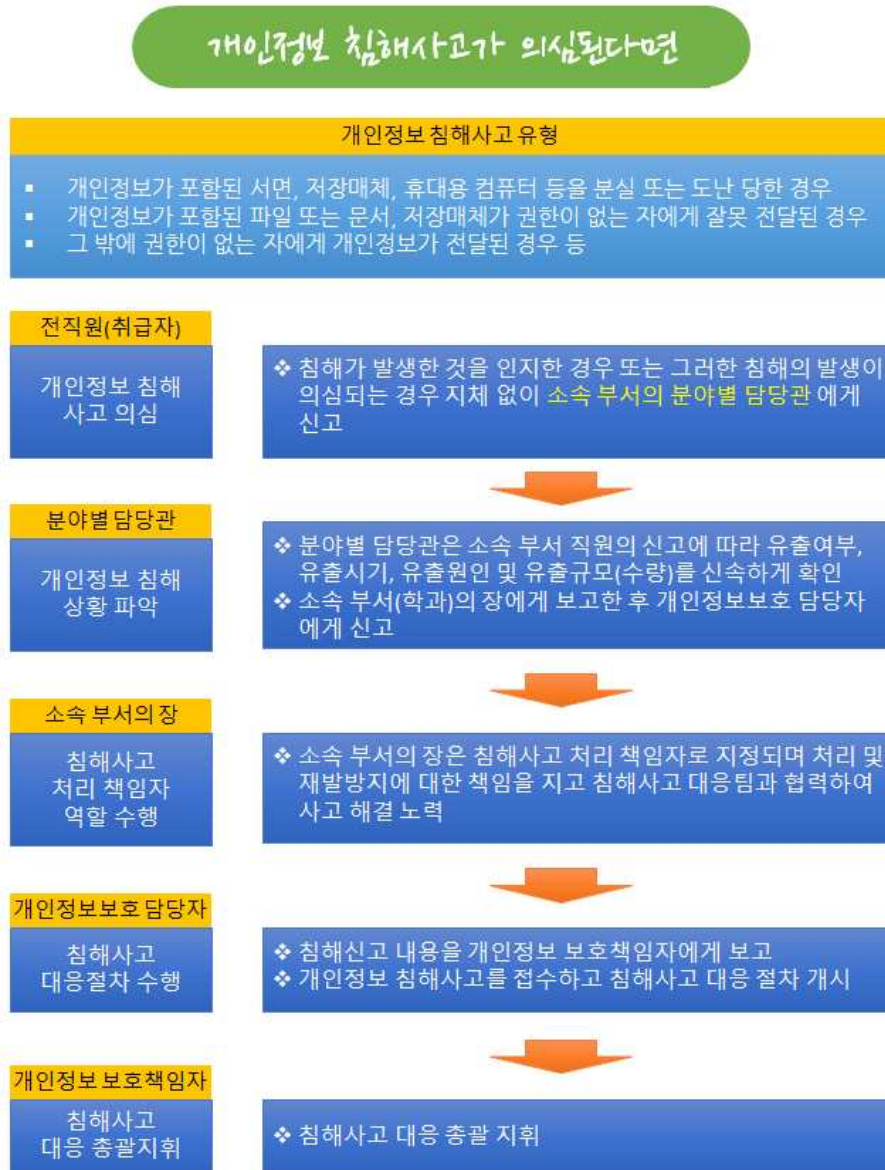 개인정보 침해사고가 의심된다면
개인정보 침해사고 유형
▪ 개인정보가 포함된 서면, 저장매체, 휴대용 컴퓨터 등을 분실 또는 도난 당한 경우
▪ 개인정보가 포함된 파일 또는 문서, 저장매체가 권한이 없는 자에게 잘못 전달된 경우
▪ 그 밖에 권한이 없는 자에게 개인정보가 전달된 경우 등
전직원(취급자)
개인정보 침해
사고 의심
❖ 침해가 발생한 것을 인지한 경우 또는 그러한 침해의 발생이
의심되는 경우 지체 없이 소속 부서의 분야별 담당관 에게
신고
분야별 담당관
개인정보 침해
상황 파악
❖ 분야별 담당관은 소속 부서 직원의 신고에 따라 유출여부,
유출시기, 유출원인 및 유출규모(수량)를 신속하게 확인
❖ 소속 부서(학과)의 장에게 보고한 후 개인정보보호 담당자
에게 신고
소속 부서의 장
침해사고
처리 책임자
역할 수행
❖ 소속 부서의 장은 침해사고 처리 책임자로 지정되며 처리 및
재발방지에 대한 책임을 지고 침해사고 대응팀과 협력하여
사고 해결 노력
개인정보보호 담당자
침해사고
대응절차 수행
❖ 침해신고 내용을 개인정보 보호책임자에게 보고
❖ 개인정보 침해사고를 접수하고 침해사고 대응 절차 개시
개인정보 보호책임자
침해사고
대응 총괄지휘
❖ 침해사고 대응 총괄 지휘